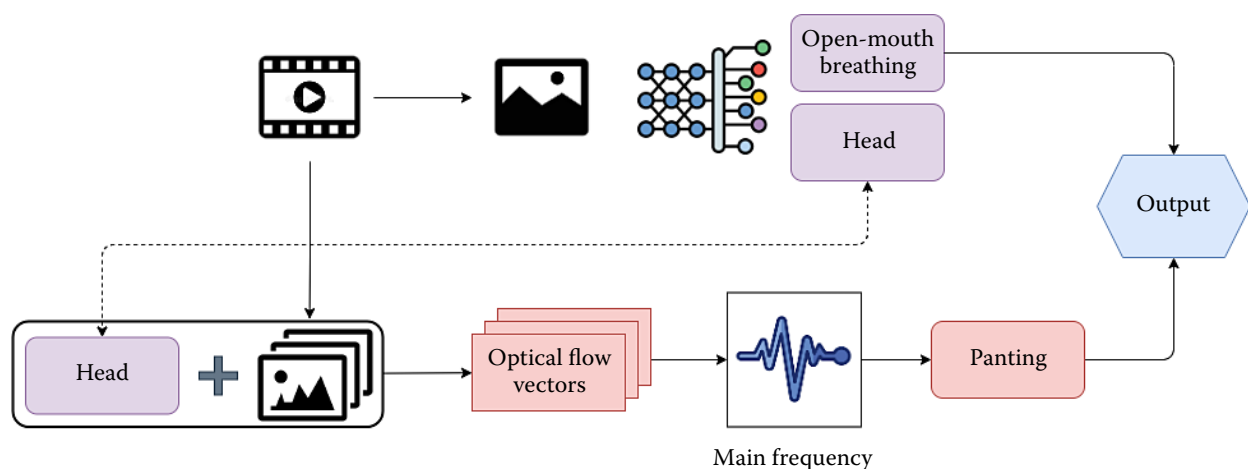 Open-mouth
breathing
Head
Output
Head
Optical flow
vectors
Panting
Main frequency